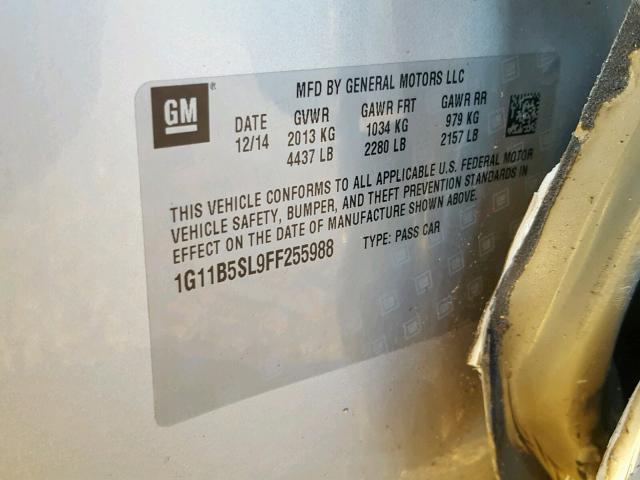 GM
MFD BY GENERAL MOTORS LLC
DATE GVWR GAWR FRT GAWR RR
12/14 2013 KG 1034 KG 979 KG
4437 LB 2280 LB 2157 LB
THIS VEHICLE CONFORMS TO ALL APPLICABLE U.S. FEDERAL MOTOR
VEHICLE SAFETY, BUMPER, AND THEFT PREVENTION STANDARDS IN
EFFECT ON THE DATE OF MANUFACTURE SHOWN ABOVE.
1G11B5SL9FF255988 TYPE: PASS CAR